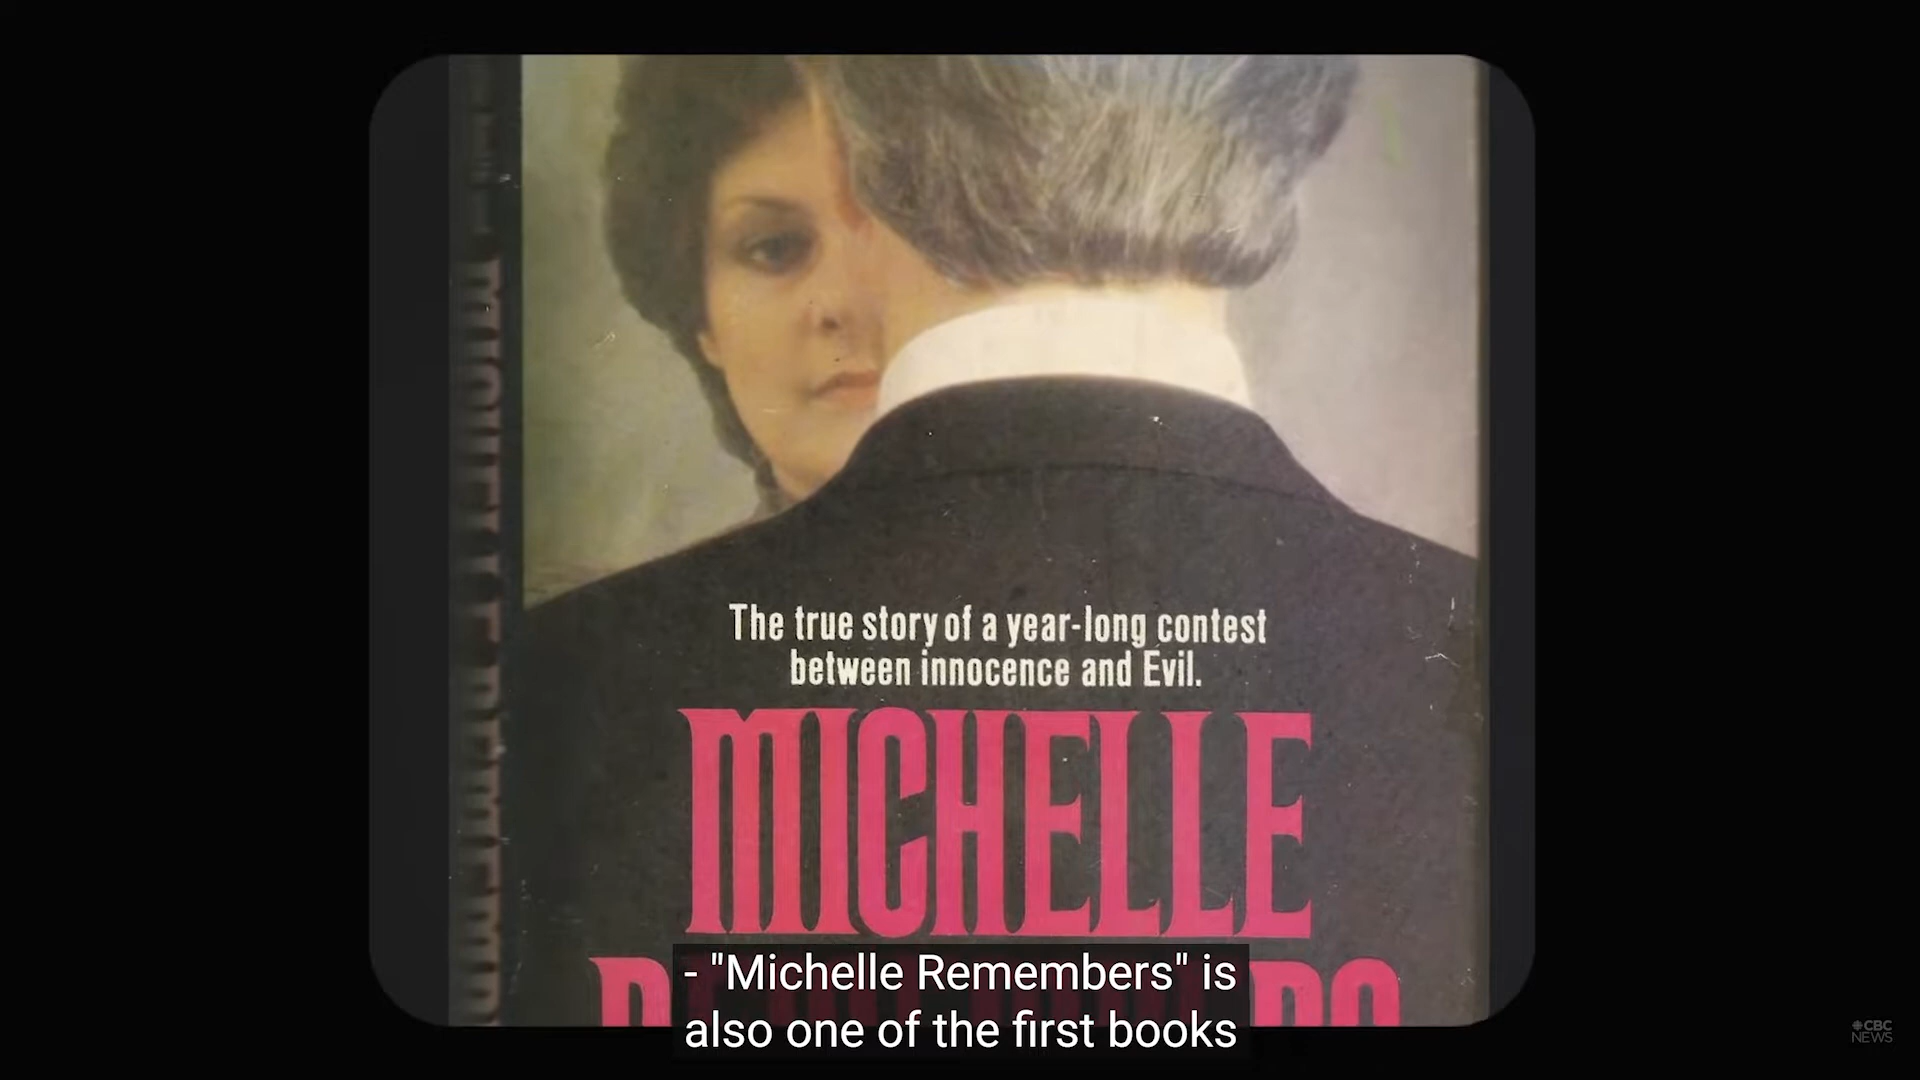 The true story of a year-long contest
between innocence and Evil.
MICHELLE
- "Michelle Remembers" is
also one of the first books
CBC
NEWS